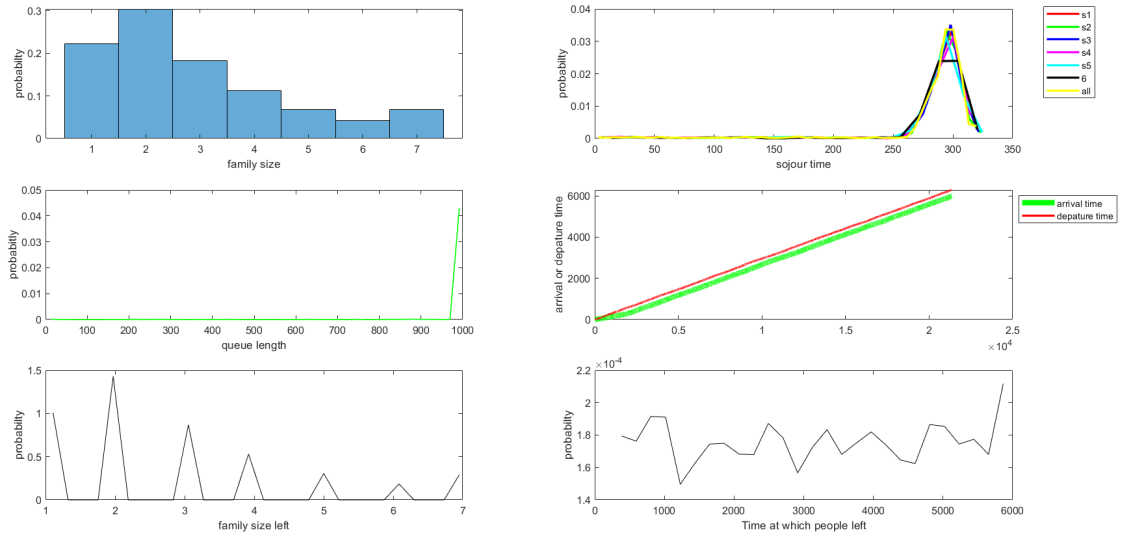 0.3
0.2
0.1
0
probabilty
1 2 3 4 5 6 7
family size
0.04
0.03
0.02
0.01
0
probabilty
0 50 100 150 200 250 300 350
sojour time
s1
s2
s3
s4
s5
6
all
0.05
0.04
0.03
0.02
0.01
0
probabitly
0 100 200 300 400 500 600 700 800 900 1000
queue length
6000
4000
2000
0
arrival or depature time
0 0.5 1 1.5 2 2.5
×10⁴
arrival time
depature time
1.5
1
0.5
0
probabilty
1 2 3 4 5 6 7
family size left
×10⁻⁴
2.2
2
1.8
1.6
1.4
probabilty
0 1000 2000 3000 4000 5000 6000
Time at which people left